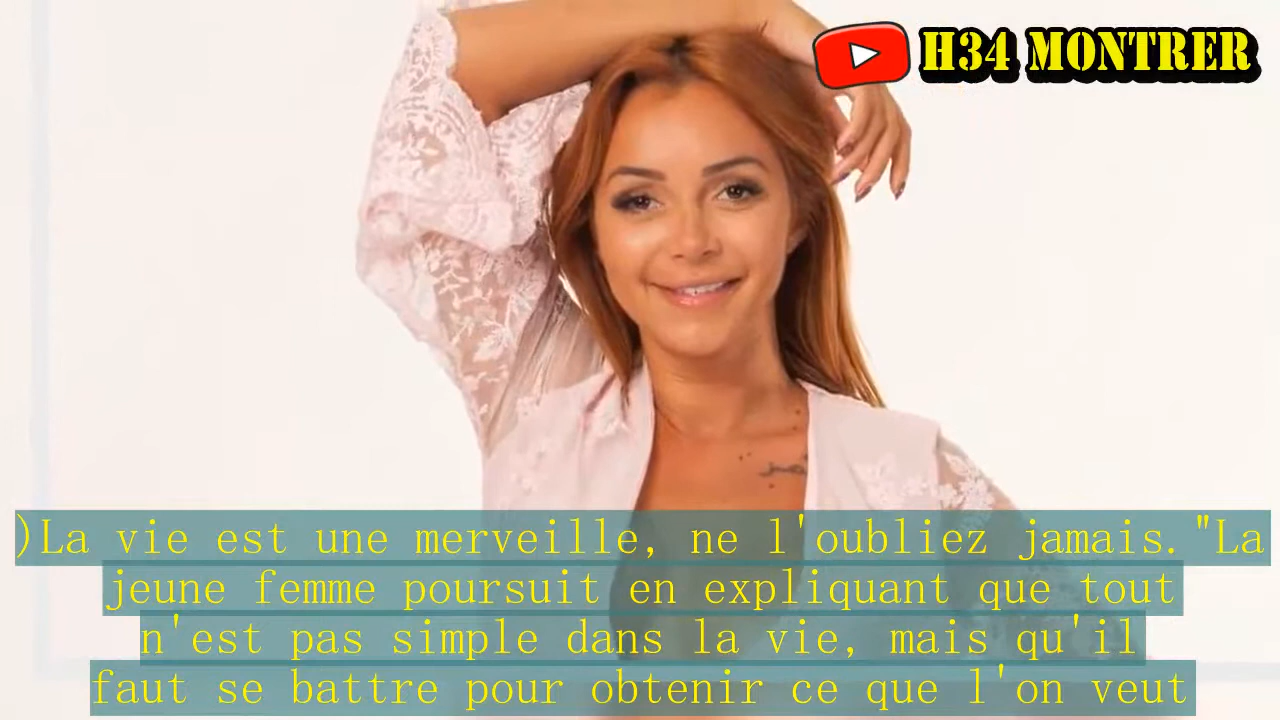 H34 MONTRER
)La vie est une merveille, ne l'oubliez jamais."La
jeune femme poursuit en expliquant que tout
n'est pas simple dans la vie, mais qu'il
faut se battre pour obtenir ce que l'on veut